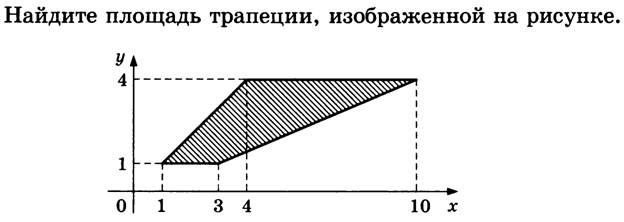 Найдите площадь трапеции, изображенной на рисунке.
y
4
1
0 1 3 4 10 x